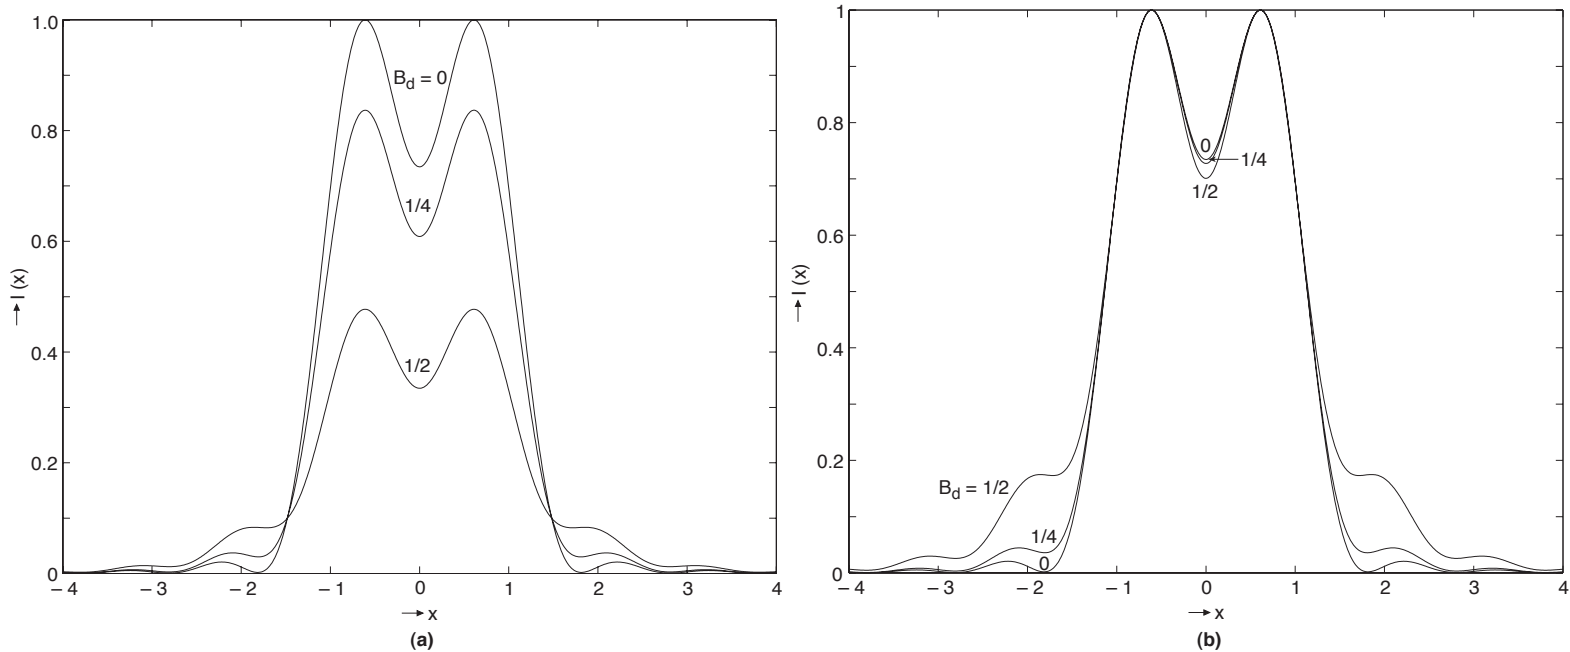 1.0
0.8
0.6
0.4
0.2
0
→ I (x)
B_d = 0
1/4
1/2
− 4 − 3 − 2 −1 0 1 2 3 4
→ x
(a)
1
0.8
0.6
0.4
0.2
0
→ I (x)
0
1/4
1/2
B_d = 1/2
1/4
0
− 4 − 3 − 2 − 1 0 1 2 3 4
→ x
(b)